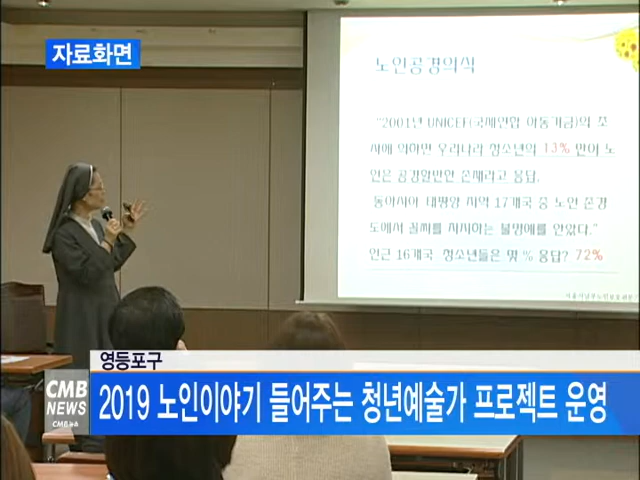 자료화면
노인공경의식
"2001년 UNICEF(국제연합 아동기금)의 조
사에 의하면 우리나라 청소년의 13% 만이 노
인은 공경할만한 존재라고 응답.
동아시아 태평양 지역 17개국 중 노인 존경
도에서 꼴찌를 차지하는 불명예를 안았다."
인근 16개국 청소년들은 몇 % 응답? 72%
영등포구
CMB
NEWS
CMB뉴스
2019 노인이야기 들어주는 청년예술가 프로젝트 운영